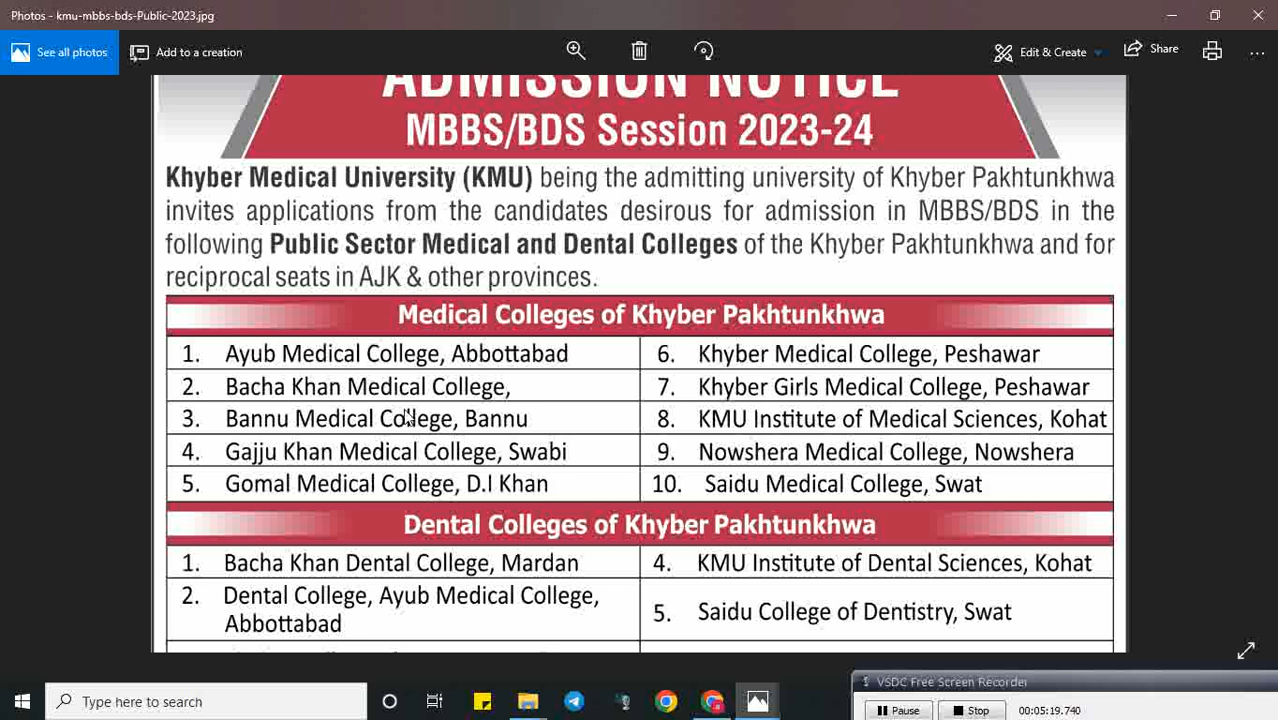 Photos - kmu-mbbs-bds-Public-2023.jpg
See all photos
Add to a creation
Edit & Create
Share
ADMISSION NOTICE
MBBS/BDS Session 2023-24
Khyber Medical University (KMU) being the admitting university of Khyber Pakhtunkhwa
invites applications from the candidates desirous for admission in MBBS/BDS in the
following Public Sector Medical and Dental Colleges of the Khyber Pakhtunkhwa and for
reciprocal seats in AJK & other provinces.
Medical Colleges of Khyber Pakhtunkhwa
1. Ayub Medical College, Abbottabad
2. Bacha Khan Medical College,
3. Bannu Medical College, Bannu
4. Gajju Khan Medical College, Swabi
5. Gomal Medical College, D.I Khan
6. Khyber Medical College, Peshawar
7. Khyber Girls Medical College, Peshawar
8. KMU Institute of Medical Sciences, Kohat
9. Nowshera Medical College, Nowshera
10. Saidu Medical College, Swat
Dental Colleges of Khyber Pakhtunkhwa
1. Bacha Khan Dental College, Mardan
2. Dental College, Ayub Medical College,
Abbottabad
4. KMU Institute of Dental Sciences, Kohat
5. Saidu College of Dentistry, Swat
Type here to search
VSDC Free Screen Recorder
Pause
Stop
00:05:19.740